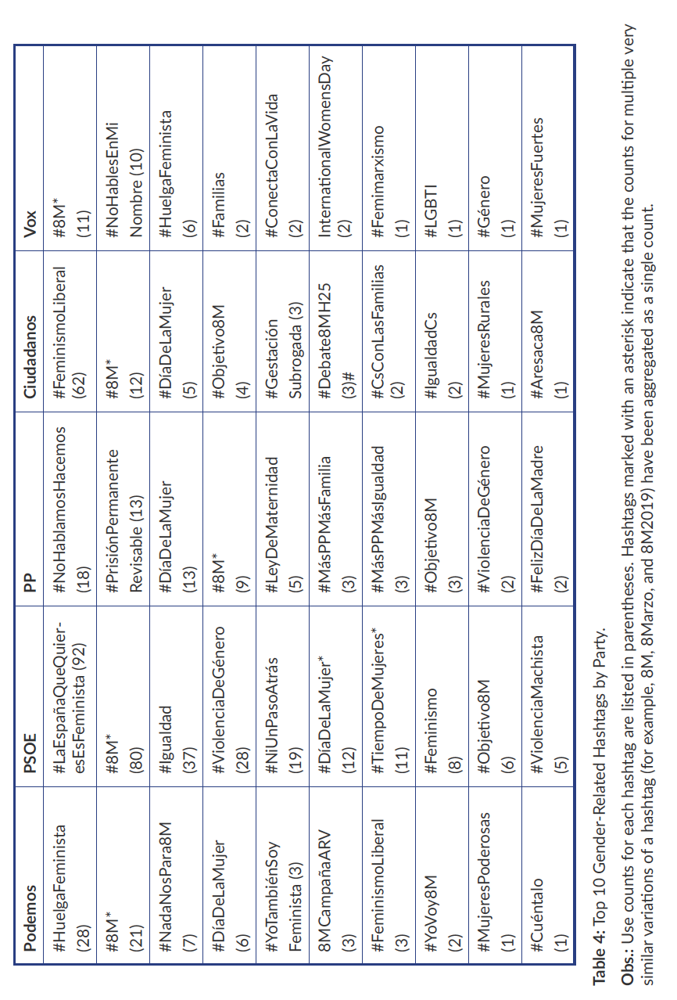 Podemos PSOE PP Ciudadanos Vox
#HuelgaFeminista
(28)
#LaEspañaQueQuier-
esEsFeminista (92)
#NoHablamosHacemos
(18)
#FeminismoLiberal
(62)
#8M*
(11)
#8M*
(21)
#8M*
(80)
#PrisiónPermanente
Revisable (13)
#8M*
(12)
#NoHablesEnMi
Nombre (10)
#NadaNosPara8M
(7)
#Igualdad
(37)
#DíaDeLaMujer
(13)
#DíaDeLaMujer
(5)
#HuelgaFeminista
(6)
#DíaDeLaMujer
(6)
#ViolenciaDeGénero
(28)
#8M*
(9)
#Objetivo8M
(4)
#Familias
(2)
#YoTambiénSoy
Feminista (3)
#NiUnPasoAtrás
(19)
#LeyDeMaternidad
(5)
#Gestación
Subrogada (3)
#ConectaConLaVida
(2)
8MCampañaARV
(3)
#DíaDeLaMujer*
(12)
#MásPPMásFamilia
(3)
#Debate8MH25
(3)#
InternationalWomensDay
(2)
#FeminismoLiberal
(3)
#TiempoDeMujeres*
(11)
#MásPPMásIgualdad
(3)
#CsConLasFamilias
(2)
#Femimarxismo
(1)
#YoVoy8M
(2)
#Feminismo
(8)
#Objetivo8M
(3)
#IgualdadCs
(2)
#LGBTI
(1)
#MujeresPoderosas
(1)
#Objetivo8M
(6)
#ViolenciaDeGénero
(2)
#MujeresRurales
(1)
#Género
(1)
#Cuéntalo
(1)
#ViolenciaMachista
(5)
#FelizDíaDeLaMadre
(2)
#Aresaca8M
(1)
#MujeresFuertes
(1)
Table 4: Top 10 Gender-Related Hashtags by Party.
Obs.: Use counts for each hashtag are listed in parentheses. Hashtags marked with an asterisk indicate that the counts for multiple very
similar variations of a hashtag (for example, 8M, 8Marzo, and 8M2019) have been aggregated as a single count.